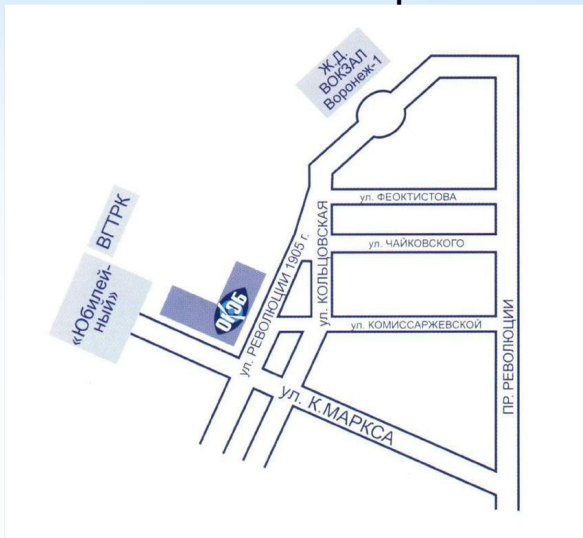 Ж.Д.
ВОКЗАЛ
Воронеж-1
ул. ФЕОКТИСТОВА
ВГТРК
ул. ЧАЙКОВСКОГО
ул. КОЛЬЦОВСКАЯ
ул. РЕВОЛЮЦИИ 1905 г.
«Юбилей-
ный»
ул. КОМИССАРЖЕВСКОЙ
ПР. РЕВОЛЮЦИИ
ул. К.МАРКСА